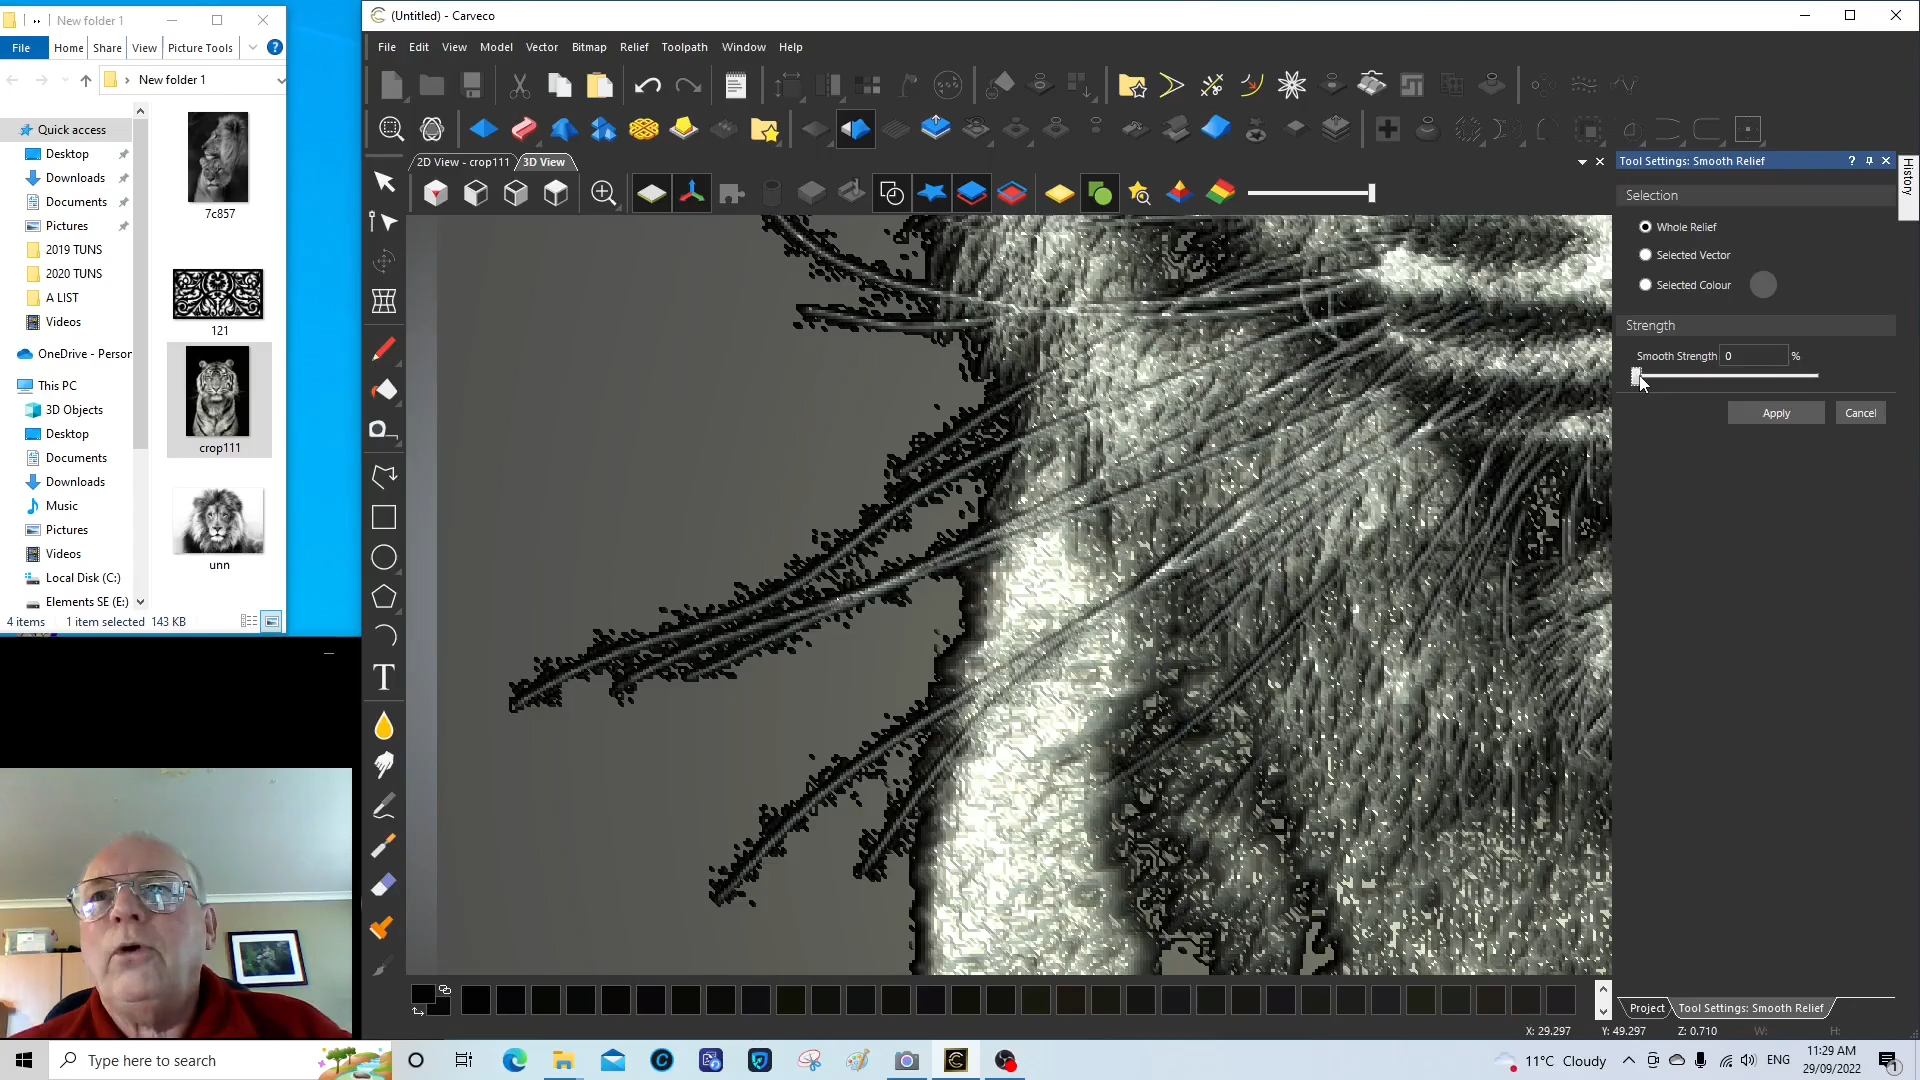 New folder 1
File Home Share View Picture Tools
New folder 1
Quick access
Desktop
Downloads
Documents
Pictures
2019 TUNS
2020 TUNS
A LIST
Videos
OneDrive - Person
This PC
3D Objects
Desktop
Documents
Downloads
Music
Pictures
Videos
Local Disk (C:)
Elements SE (E:)
7c857
121
crop111
unn
4 items 1 item selected 143 KB
(Untitled) - Carveco
File Edit View Model Vector Bitmap Relief Toolpath Window Help
2D View - crop111 3D View
Tool Settings: Smooth Relief
History
Selection
Whole Relief
Selected Vector
Selected Colour
Strength
Smooth Strength 0 %
Apply Cancel
Project Tool Settings: Smooth Relief
X: 29.297 Y: 49.297 Z: 0.710 W: H:
Type here to search
11°C Cloudy
ENG
11:29 AM
29/09/2022